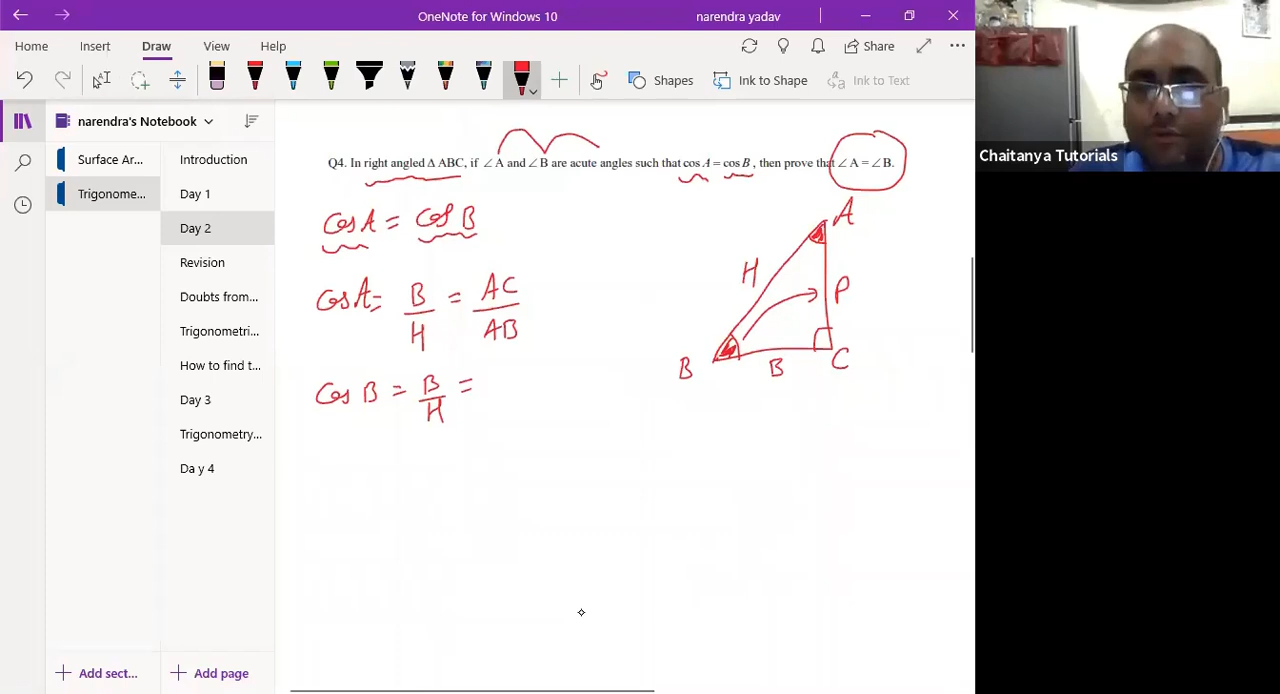 OneNote for Windows 10
narendra yadav
Home Insert Draw View Help
Share
Shapes
Ink to Shape
Ink to Text
narendra's Notebook
Surface Ar...
Trigonome...
Introduction
Day 1
Day 2
Revision
Doubts from...
Trigonometri...
How to find t...
Day 3
Trigonometry...
Da y 4
Add sect...
Add page
Q4. In right angled Δ ABC, if ∠A and ∠B are acute angles such that cos A = cos B, then prove that ∠A = ∠B.
Cos A = Cos B
Cos A = B/H = AC/AB
Cos B = B/H =
A
H
P
B
B
C
Chaitanya Tutorials